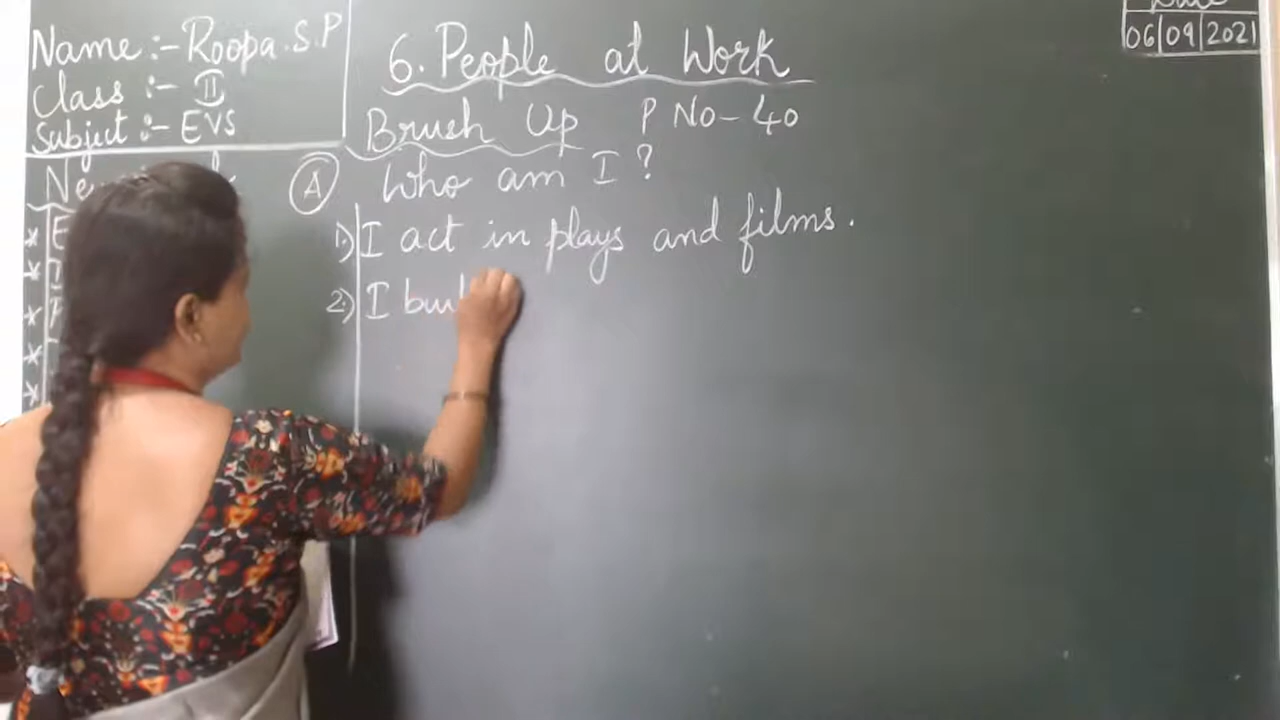 Name :- Roopa.S.P
Class :- II
Subject :- EVS
Date
06|09|2021
6. People at Work
Brush Up P No- 40
A Who am I ?
1) I act in plays and films.
2) I